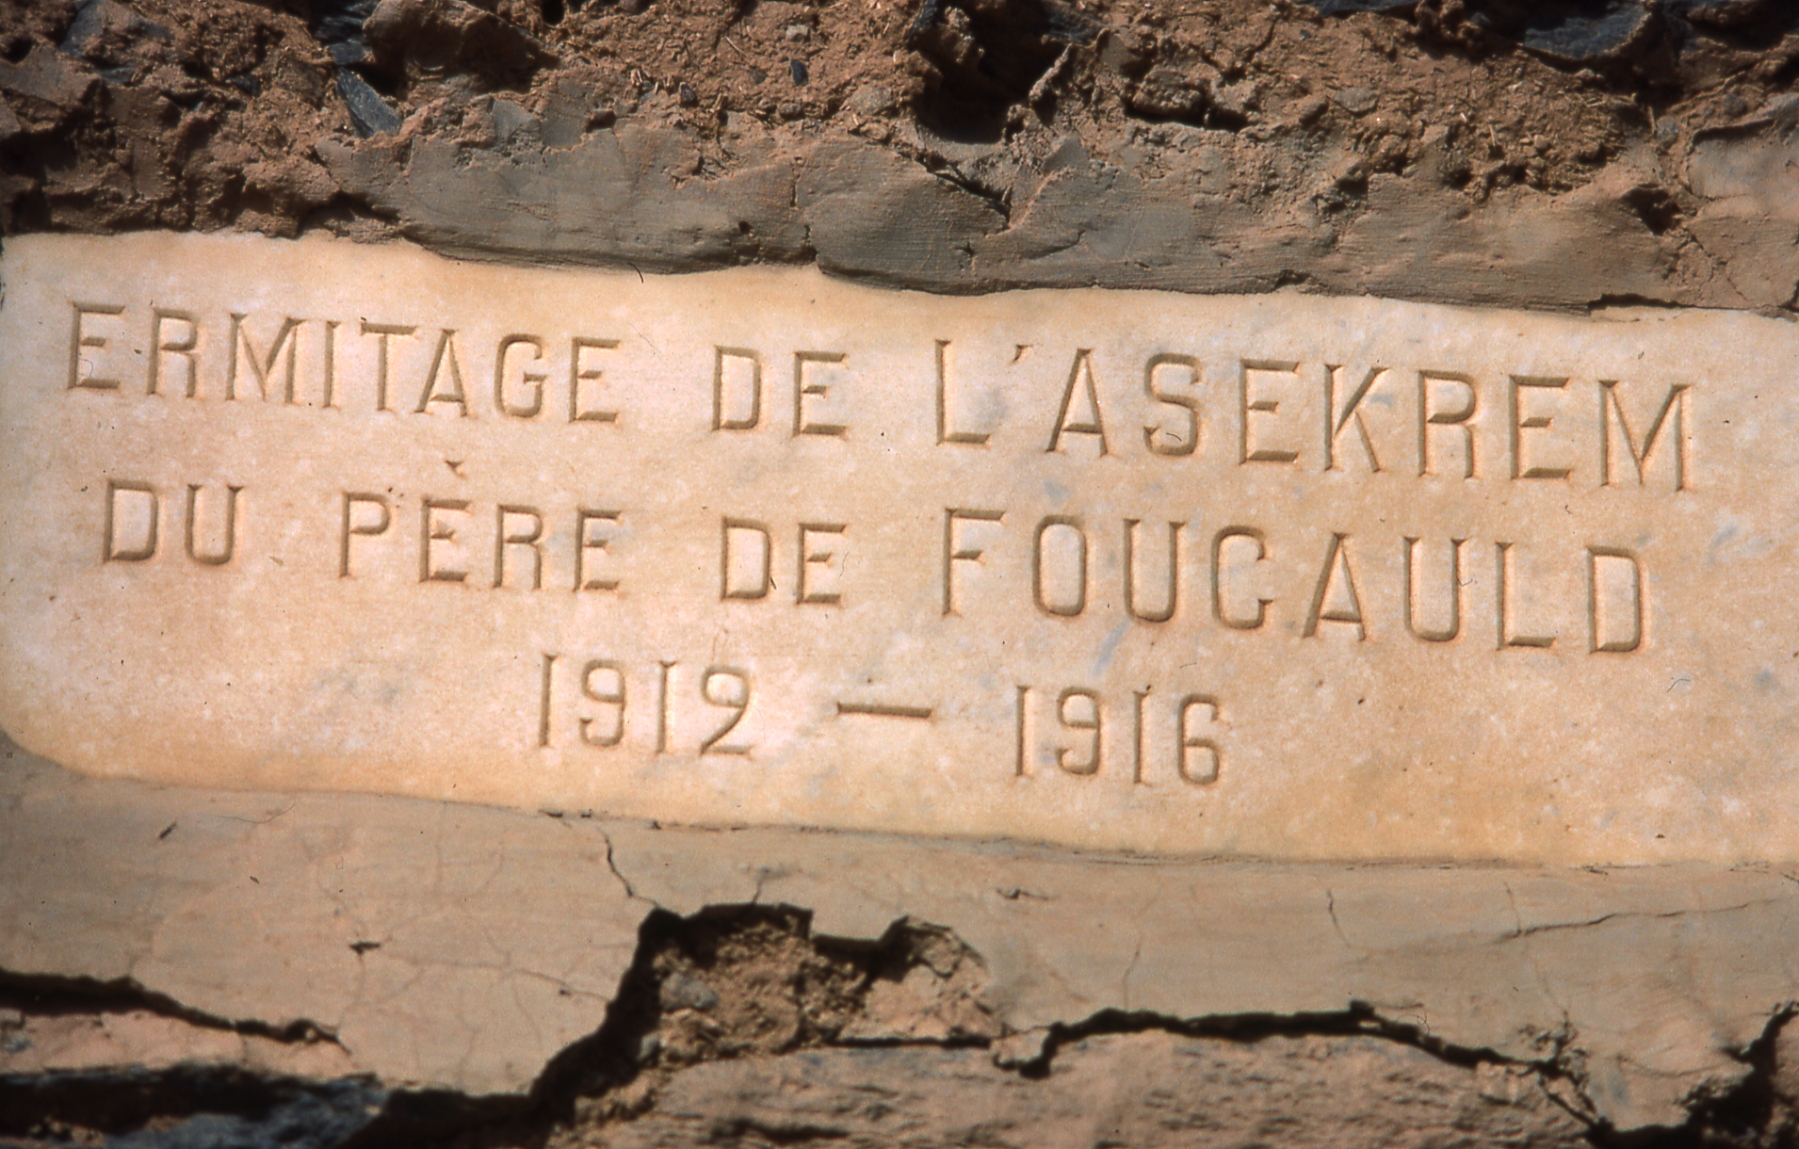 ERMITAGE DE L'ASEKREM
DU PÈRE DE FOUCAULD
1912 — 1916